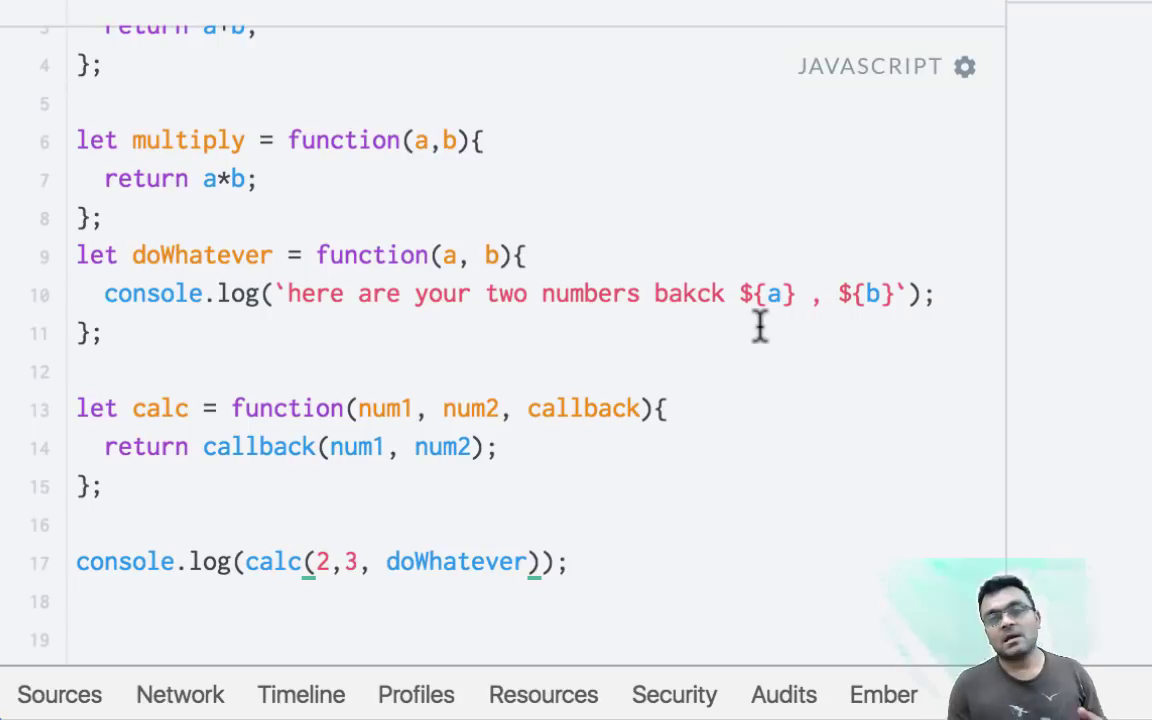 3 return a+b;
4 };
JAVASCRIPT
5
6 let multiply = function(a,b){
7 return a*b;
8 };
9 let doWhatever = function(a, b){
10 console.log(`here are your two numbers bakck ${a} , ${b}`);
11 };
12
13 let calc = function(num1, num2, callback){
14 return callback(num1, num2);
15 };
16
17 console.log(calc(2,3, doWhatever));
18
19
Sources Network Timeline Profiles Resources Security Audits Ember